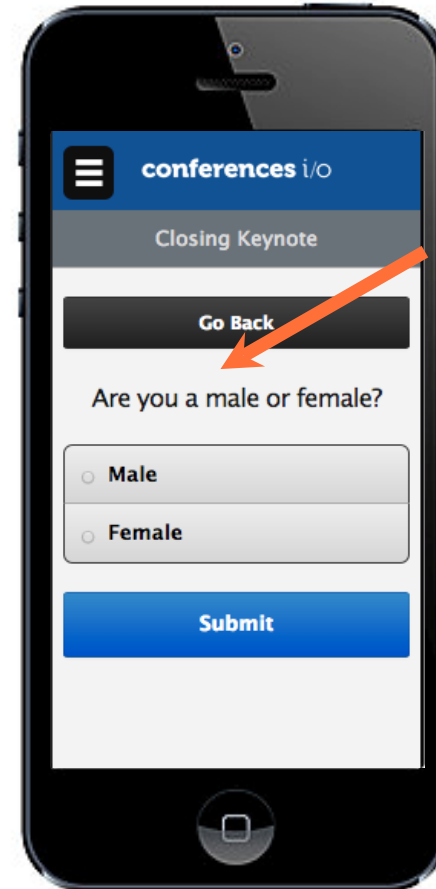 conferences i/o
Closing Keynote
Go Back
Are you a male or female?
Male
Female
Submit